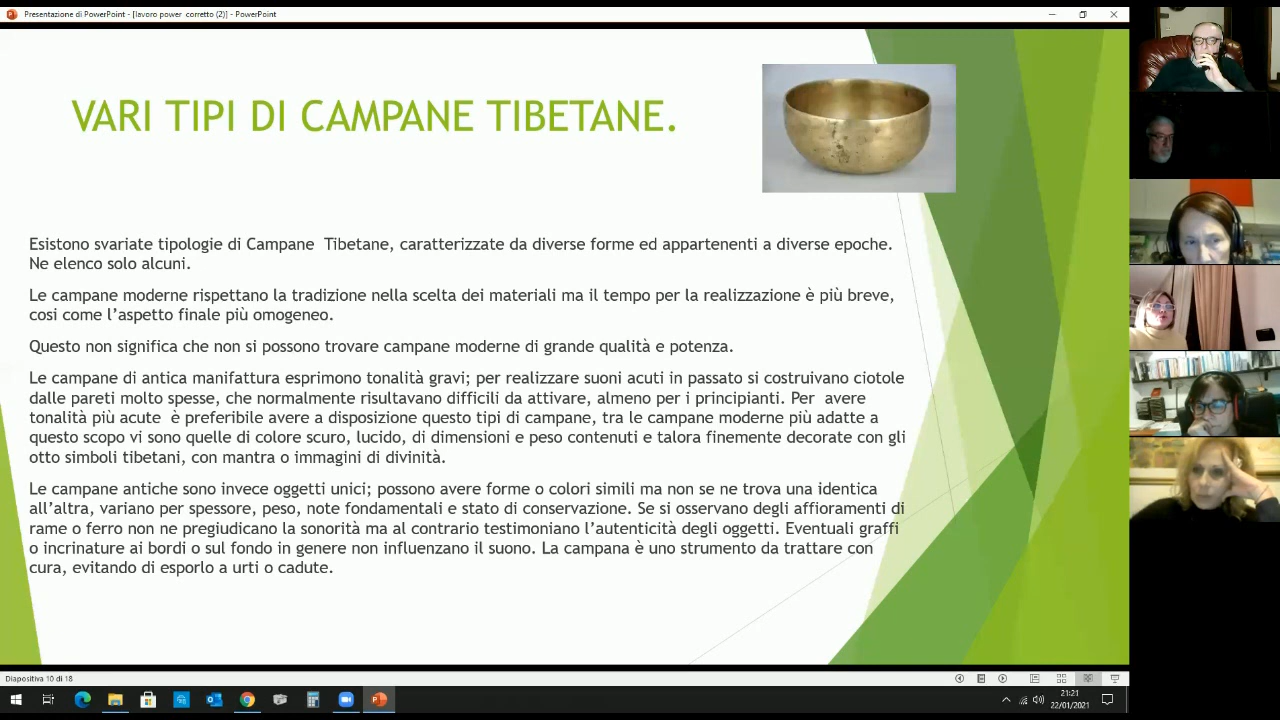 Presentazione di PowerPoint - [lavoro power  corretto (2)] - PowerPoint
VARI TIPI DI CAMPANE TIBETANE.
Esistono svariate tipologie di Campane  Tibetane, caratterizzate da diverse forme ed appartenenti a diverse epoche.
Ne elenco solo alcuni.
Le campane moderne rispettano la tradizione nella scelta dei materiali ma il tempo per la realizzazione è più breve,
cosi come l'aspetto finale più omogeneo.
Questo non significa che non si possono trovare campane moderne di grande qualità e potenza.
Le campane di antica manifattura esprimono tonalità gravi; per realizzare suoni acuti in passato si costruivano ciotole
dalle pareti molto spesse, che normalmente risultavano difficili da attivare, almeno per i principianti. Per  avere
tonalità più acute  è preferibile avere a disposizione questo tipi di campane, tra le campane moderne più adatte a
questo scopo vi sono quelle di colore scuro, lucido, di dimensioni e peso contenuti e talora finemente decorate con gli
otto simboli tibetani, con mantra o immagini di divinità.
Le campane antiche sono invece oggetti unici; possono avere forme o colori simili ma non se ne trova una identica
all'altra, variano per spessore, peso, note fondamentali e stato di conservazione. Se si osservano degli affioramenti di
rame o ferro non ne pregiudicano la sonorità ma al contrario testimoniano l'autenticità degli oggetti. Eventuali graffi
o incrinature ai bordi o sul fondo in genere non influenzano il suono. La campana è uno strumento da trattare con
cura, evitando di esporlo a urti o cadute.
Diapositiva 10 di 18
21:21
22/01/2021